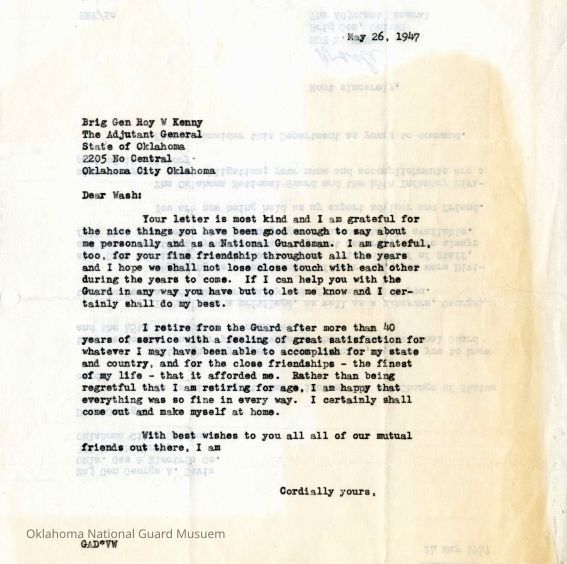 May 26, 1947
Brig Gen Roy W Kenny
The Adjutant General
State of Oklahoma
2205 No Central
Oklahoma City Oklahoma
Dear Wash:
Your letter is most kind and I am grateful for
the nice things you have been good enough to say about
me personally and as a National Guardsman. I am grateful,
too, for your fine friendship throughout all the years
and I hope we shall not lose close touch with each other
during the years to come. If I can help you with the
Guard in any way you have but to let me know and I cer-
tainly shall do my best.
I retire from the Guard after more than 40
years of service with a feeling of great satisfaction for
whatever I may have been able to accomplish for my state
and country, and for the close friendships - the finest
of my life - that it afforded me. Rather than being
regretful that I am retiring for age, I am happy that
everything was so fine in every way. I certainly shall
come out and make myself at home.
With best wishes to you all all of our mutual
friends out there, I am
Cordially yours,
Oklahoma National Guard Musuem
GAD*VW